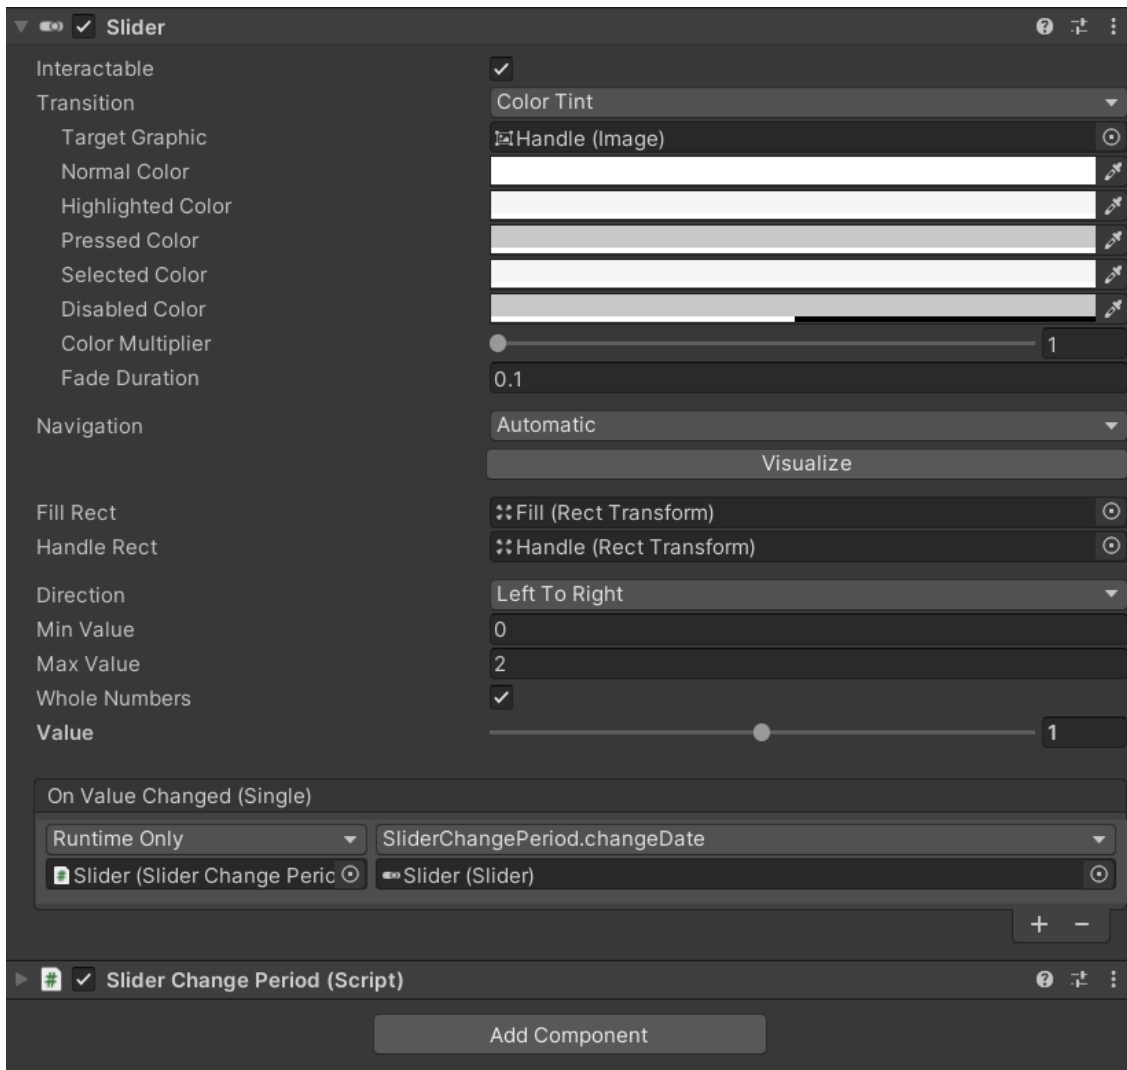 Slider
Interactable
Transition Color Tint
Target Graphic Handle (Image)
Normal Color
Highlighted Color
Pressed Color
Selected Color
Disabled Color
Color Multiplier 1
Fade Duration 0.1
Navigation Automatic
Visualize
Fill Rect Fill (Rect Transform)
Handle Rect Handle (Rect Transform)
Direction Left To Right
Min Value 0
Max Value 2
Whole Numbers
Value 1
On Value Changed (Single)
Runtime Only SliderChangePeriod.changeDate
# Slider (Slider Change Peric Slider (Slider)
+ −
# Slider Change Period (Script)
Add Component